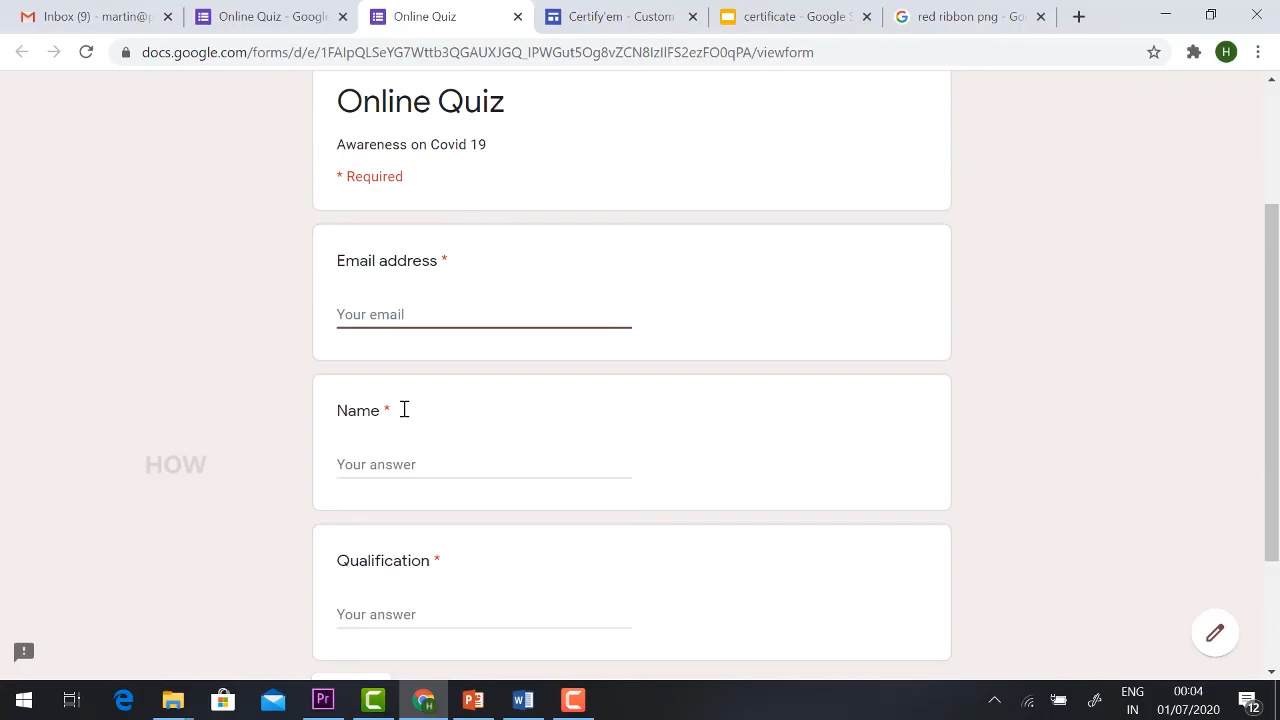 Inbox (9) - martin@g
Online Quiz - Google
Online Quiz
Certify'em - Custom
certificate - Google S
red ribbon png - Go
docs.google.com/forms/d/e/1FAIpQLSeYG7Wttb3QGAUXJGQ_IPWGut5Og8vZCN8IzIIFS2ezFO0qPA/viewform
H
Online Quiz
Awareness on Covid 19
* Required
Email address *
Your email
Name *
Your answer
HOW
Qualification *
Your answer
Pr
H
ENG
IN
00:04
01/07/2020
12